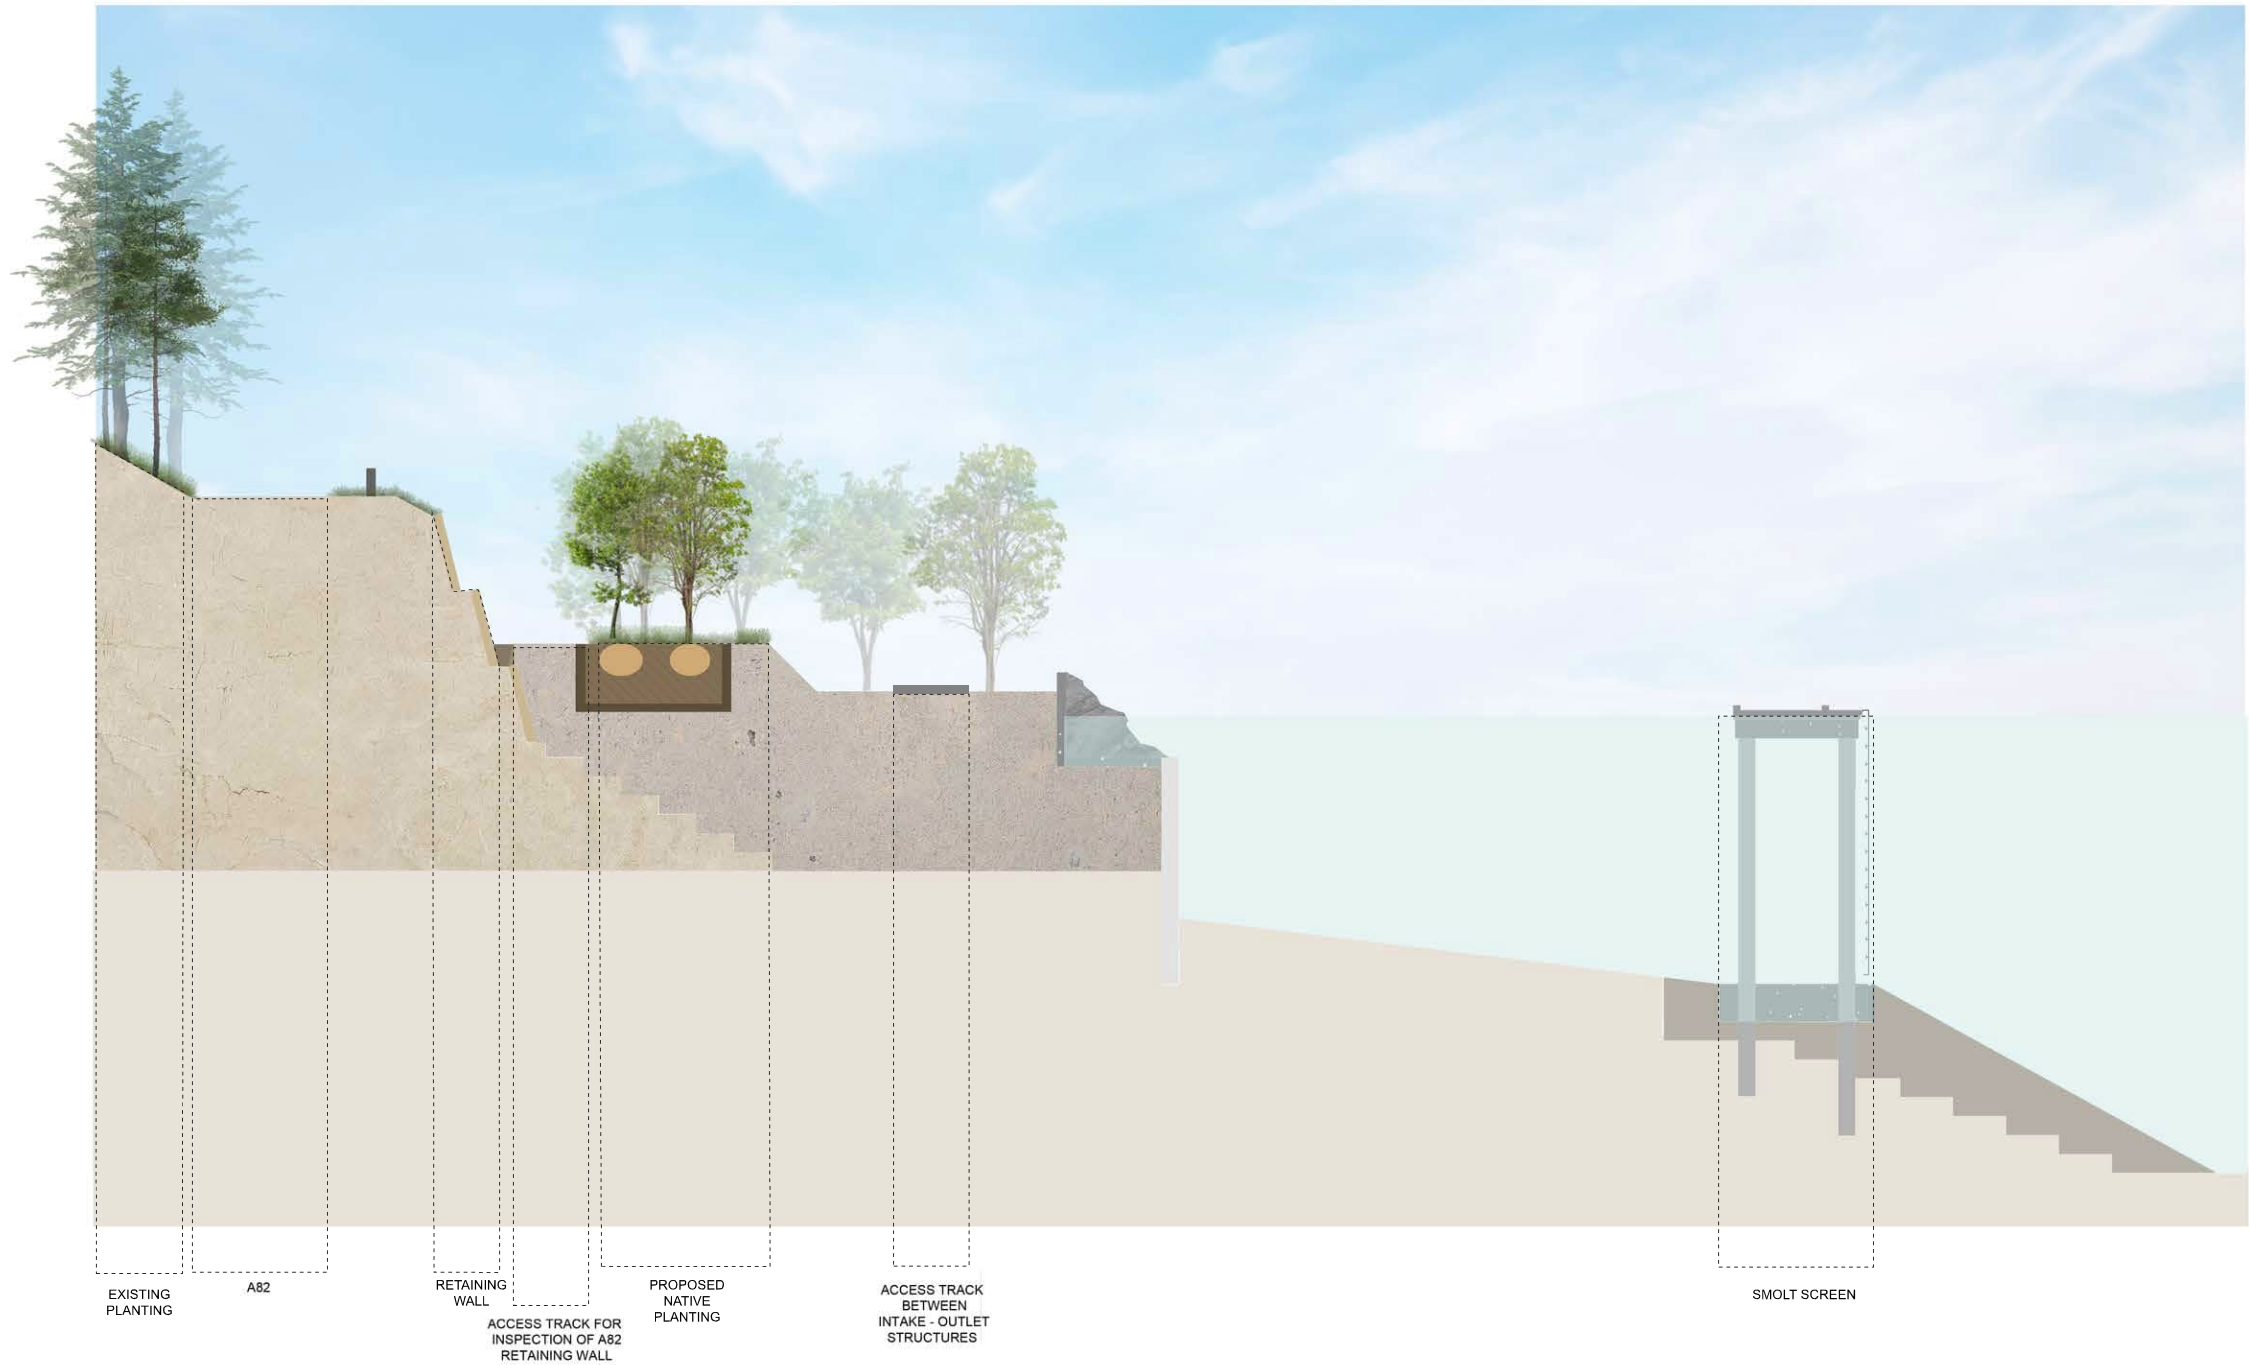 EXISTING
PLANTING
A82
RETAINING
WALL
ACCESS TRACK FOR
INSPECTION OF A82
RETAINING WALL
PROPOSED
NATIVE
PLANTING
ACCESS TRACK
BETWEEN
INTAKE - OUTLET
STRUCTURES
SMOLT SCREEN